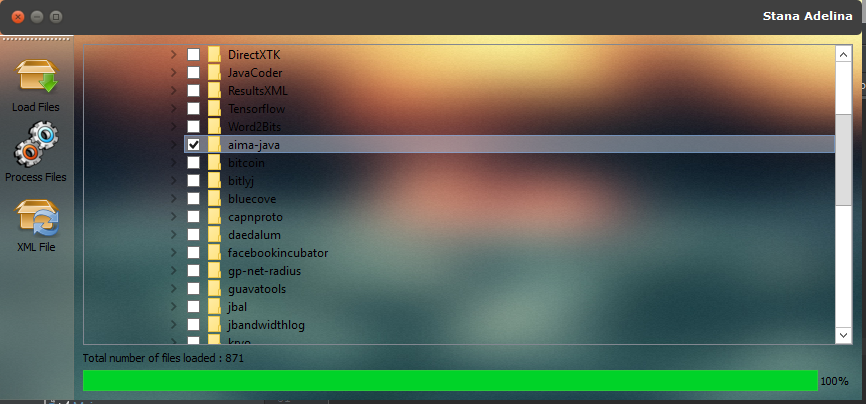 Stana Adelina
Load Files
Process Files
XML File
DirectXTK
JavaCoder
ResultsXML
Tensorflow
Word2Bits
aima-java
bitcoin
bitlyj
bluecove
capnproto
daedalum
facebookincubator
gp-net-radius
guavatools
jbal
jbandwidthlog
Total number of files loaded : 871
100%